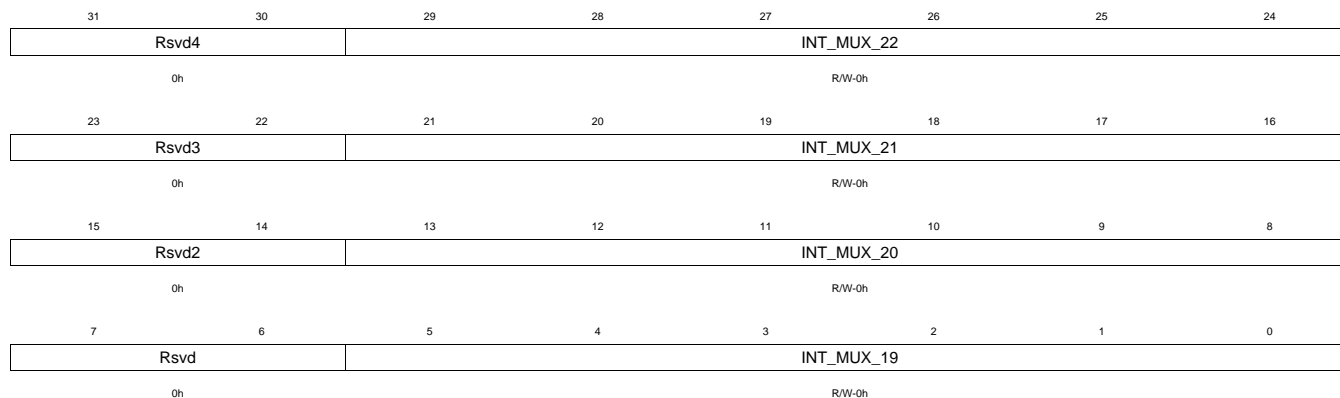 31 30 29 28 27 26 25 24
Rsvd4 INT_MUX_22
0h R/W-0h
23 22 21 20 19 18 17 16
Rsvd3 INT_MUX_21
0h R/W-0h
15 14 13 12 11 10 9 8
Rsvd2 INT_MUX_20
0h R/W-0h
7 6 5 4 3 2 1 0
Rsvd INT_MUX_19
0h R/W-0h